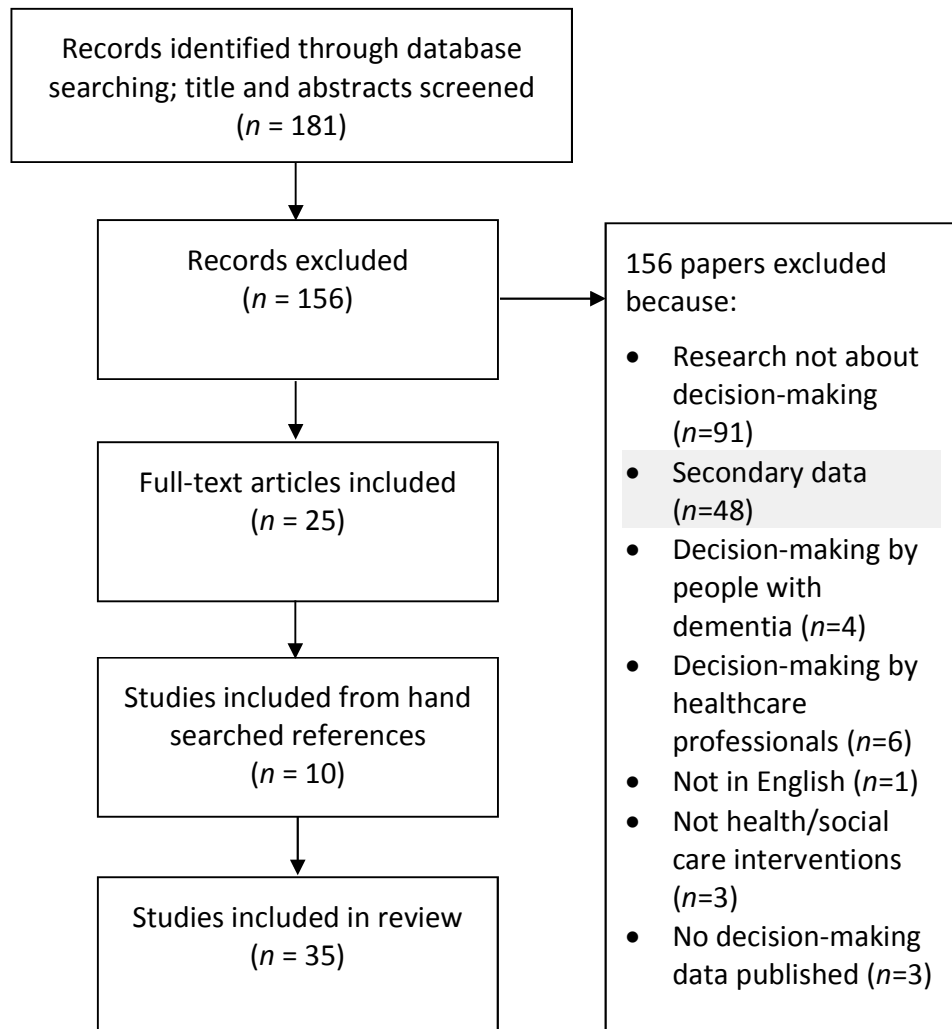 Records identified through database
searching; title and abstracts screened
(n = 181)
Records excluded
(n = 156)
Full-text articles included
(n = 25)
Studies included from hand
searched references
(n = 10)
Studies included in review
(n = 35)
156 papers excluded
because:
• Research not about
decision-making
(n=91)
• Secondary data
(n=48)
• Decision-making by
people with
dementia (n=4)
• Decision-making by
healthcare
professionals (n=6)
• Not in English (n=1)
• Not health/social
care interventions
(n=3)
• No decision-making
data published (n=3)